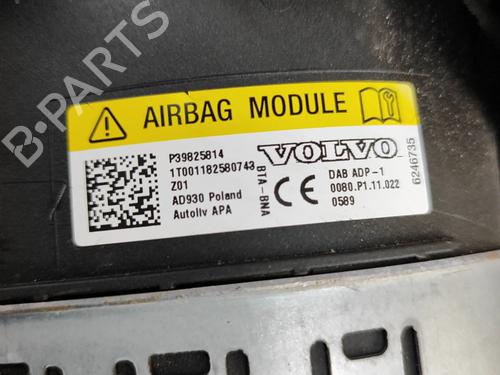 B-PARTS
AIRBAG MODULE
P39825814
1T001182580743
Z01
AD930 Poland
Autoliv APA
BTA-BNA
VOLVO
CE
DAB ADP-1
0080.P1.11.022
0589
6246735